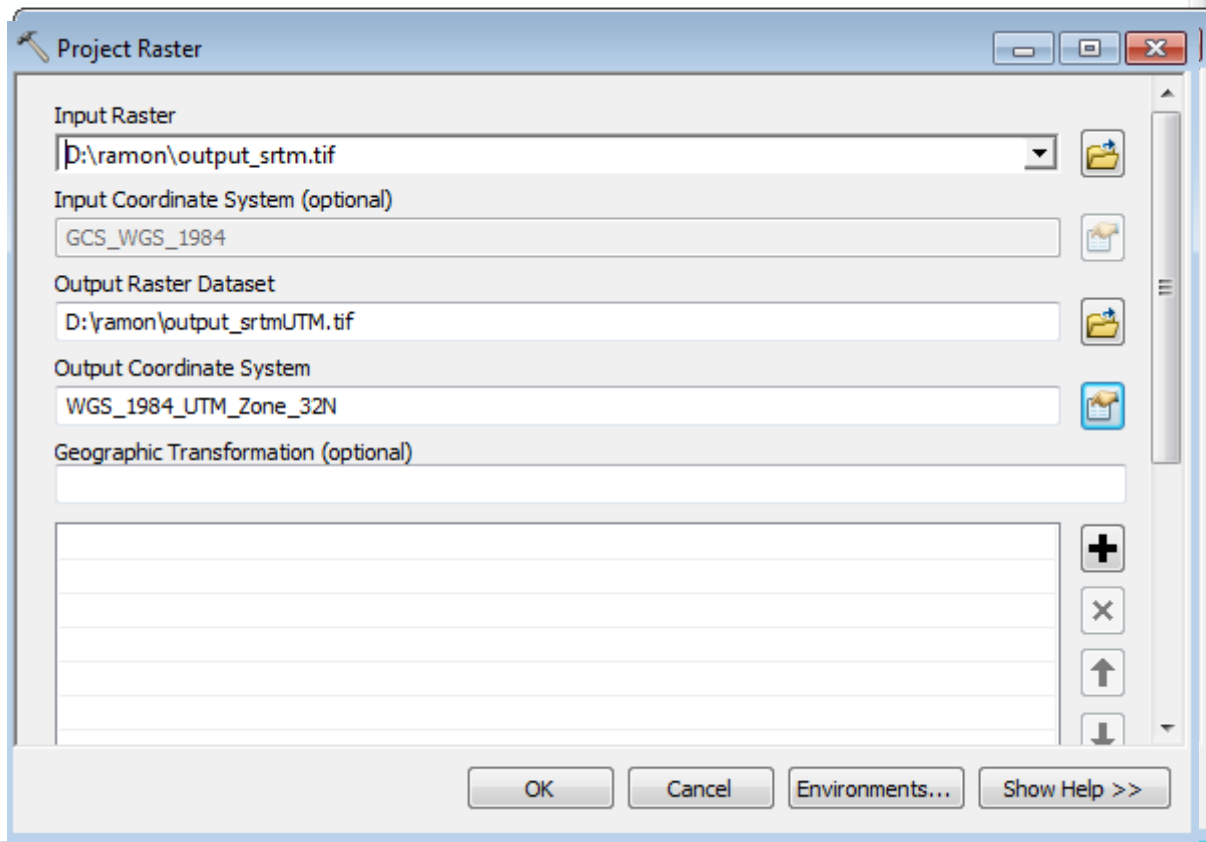 Project Raster
Input Raster
D:\ramon\output_srtm.tif
Input Coordinate System (optional)
GCS_WGS_1984
Output Raster Dataset
D:\ramon\output_srtmUTM.tif
Output Coordinate System
WGS_1984_UTM_Zone_32N
Geographic Transformation (optional)
OK Cancel Environments... Show Help >>